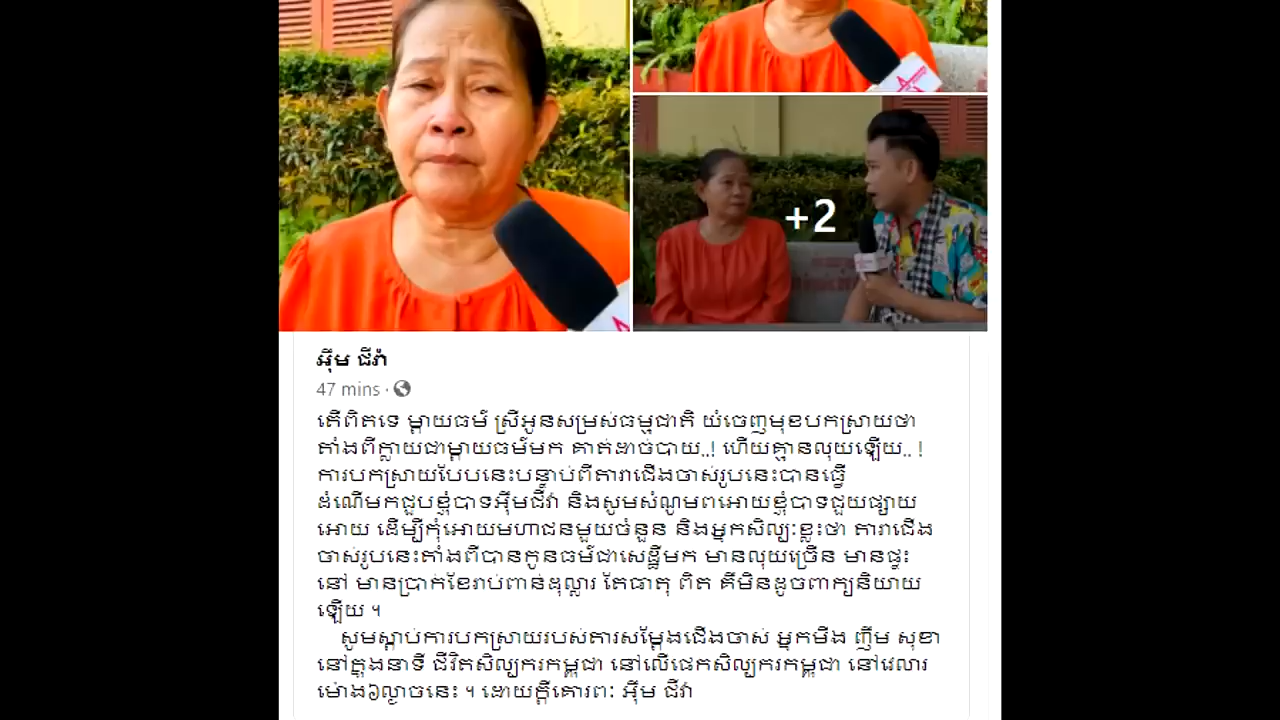 +2
អ៊ឹម ជីវ៉ា
47 mins ·
តើពិតទេ ម្ដាយធម៌ ស្រីអូនសម្រស់ធម្មជាតិ យំចេញមុខបកស្រាយថា
តាំងពីក្លាយជាម្ដាយធម៌មក គាត់ដាច់បាយ..! ហើយគ្មានលុយឡើយ.. !
ការបកស្រាយបែបនេះបន្ទាប់ពីតារាជើងចាស់រូបនេះបានធ្វើ
ដំណើមកជួបខ្ញុំបាទអ៊ឹមជីវ៉ា និងសូមសំណូមពអោយខ្ញុំបាទជួយផ្សាយ
អោយ ដើម្បីកុំអោយមហាជនមួយចំនួន និងអ្នកសិល្បៈខ្លះថា តារាជើង
ចាស់រូបនេះតាំងពីបានកូនធម៌ជាសេដ្ឋីមក មានលុយច្រើន មានផ្ទះ
នៅ មានប្រាក់ខែរាប់ពាន់ដុល្លារ តែធាតុ ពិត គឺមិនដូចពាក្យនិយាយ
ឡើយ ។
សូមស្ដាប់ការបកស្រាយរបស់តារសម្ដែងជើងចាស់ អ្នកមីង ញឹម សុខា
នៅក្នុងនាទី ជីវិតសិល្បករកម្ពុជា នៅលើផេកសិល្បករកម្ពុជា នៅវេលារ
ម៉ោង៦ល្ងាចនេះ ។ ដោយក្ដីគោរពៈ អ៊ឹម ជីវ៉ា